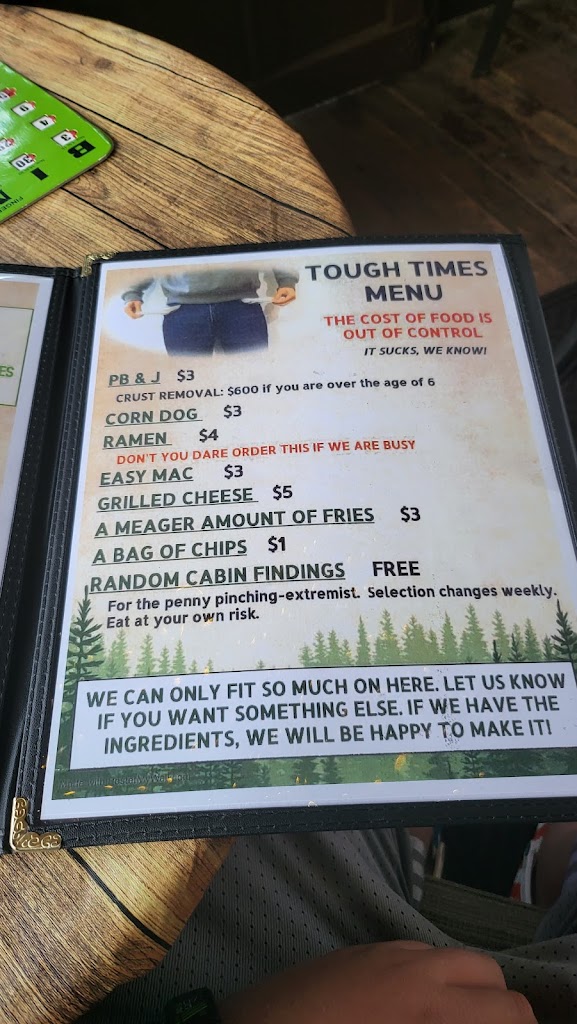 TOUGH TIMES
MENU
THE COST OF FOOD IS
OUT OF CONTROL
IT SUCKS, WE KNOW!
PB & J $3
CRUST REMOVAL: $600 if you are over the age of 6
CORN DOG $3
RAMEN $4
DON'T YOU DARE ORDER THIS IF WE ARE BUSY
EASY MAC $3
GRILLED CHEESE $5
A MEAGER AMOUNT OF FRIES $3
A BAG OF CHIPS $1
RANDOM CABIN FINDINGS FREE
For the penny pinching-extremist. Selection changes weekly.
Eat at your own risk.
WE CAN ONLY FIT SO MUCH ON HERE. LET US KNOW
IF YOU WANT SOMETHING ELSE. IF WE HAVE THE
INGREDIENTS, WE WILL BE HAPPY TO MAKE IT!
ES
B
I
3
4